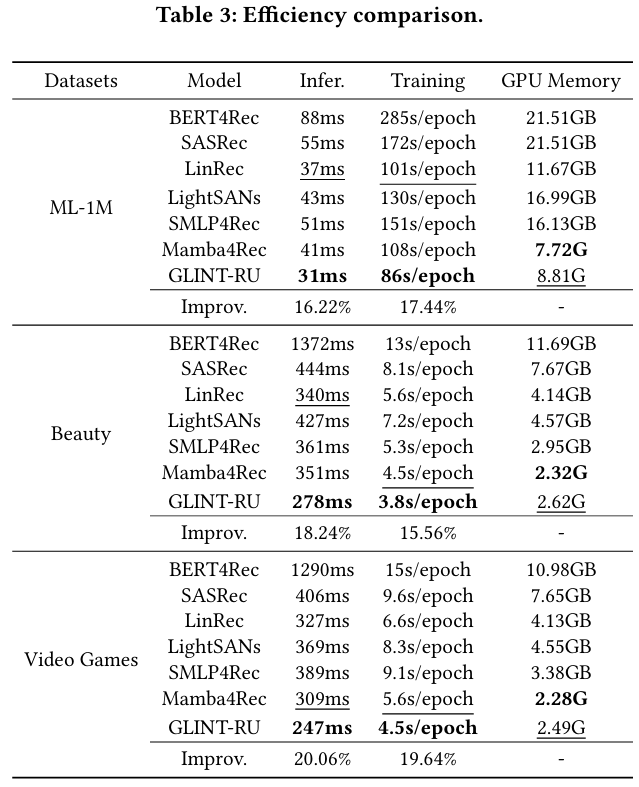 Table 3: Efficiency comparison.
Datasets Model Infer. Training GPU Memory
BERT4Rec 88ms 285s/epoch 21.51GB
SASRec 55ms 172s/epoch 21.51GB
LinRec 37ms 101s/epoch 11.67GB
LightSANs 43ms 130s/epoch 16.99GB
ML-1M
SMLP4Rec 51ms 151s/epoch 16.13GB
Mamba4Rec 41ms 108s/epoch 7.72G
GLINT-RU 31ms 86s/epoch 8.81G
Improv. 16.22% 17.44% -
BERT4Rec 1372ms 13s/epoch 11.69GB
SASRec 444ms 8.1s/epoch 7.67GB
LinRec 340ms 5.6s/epoch 4.14GB
LightSANs 427ms 7.2s/epoch 4.57GB
Beauty
SMLP4Rec 361ms 5.3s/epoch 2.95GB
Mamba4Rec 351ms 4.5s/epoch 2.32G
GLINT-RU 278ms 3.8s/epoch 2.62G
Improv. 18.24% 15.56% -
BERT4Rec 1290ms 15s/epoch 10.98GB
SASRec 406ms 9.6s/epoch 7.65GB
LinRec 327ms 6.6s/epoch 4.13GB
LightSANs 369ms 8.3s/epoch 4.55GB
Video Games
SMLP4Rec 389ms 9.1s/epoch 3.38GB
Mamba4Rec 309ms 5.6s/epoch 2.28G
GLINT-RU 247ms 4.5s/epoch 2.49G
Improv. 20.06% 19.64% -